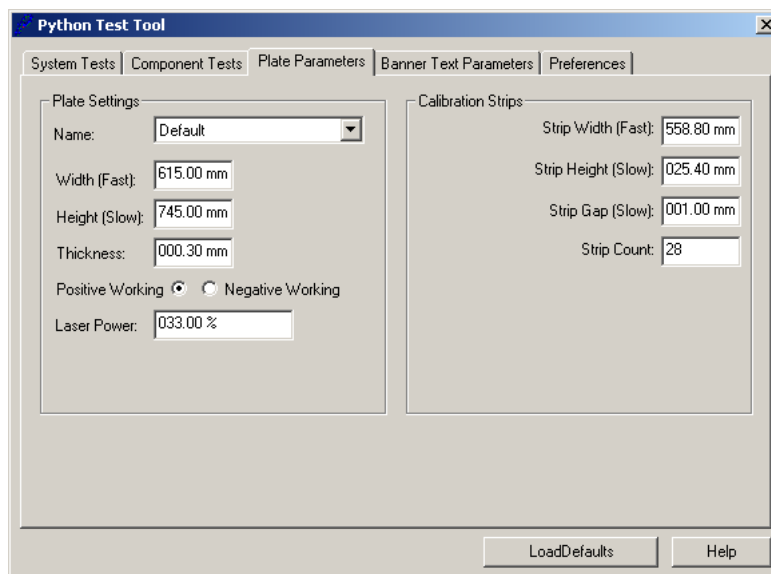 Python Test Tool
System Tests
Component Tests
Plate Parameters
Banner Text Parameters
Preferences
Plate Settings
Name:
Default
Width (Fast):
615.00 mm
Height (Slow):
745.00 mm
Thickness:
000.30 mm
Positive Working
Negative Working
Laser Power:
033.00 %
Calibration Strips
Strip Width (Fast):
558.80 mm
Strip Height (Slow):
025.40 mm
Strip Gap (Slow):
001.00 mm
Strip Count:
28
LoadDefaults
Help